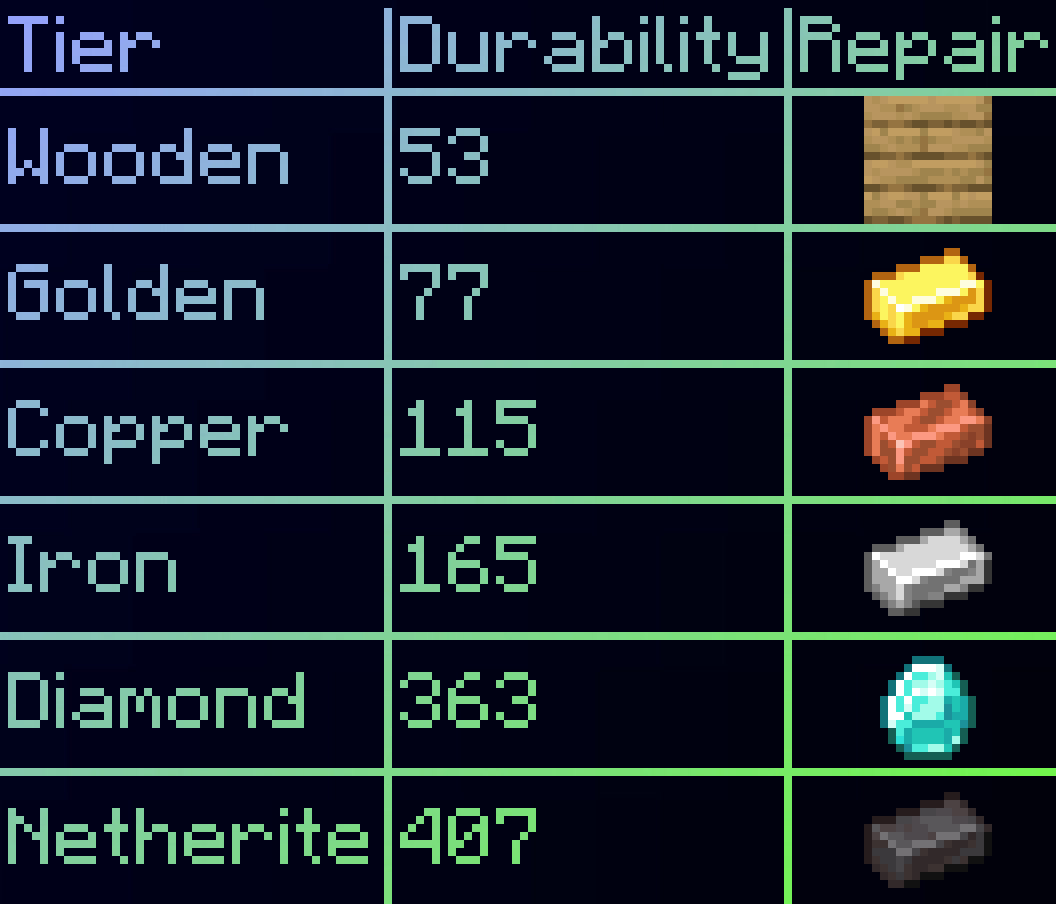 Tier Durability Repair
Wooden 53
Golden 77
Copper 115
Iron 165
Diamond 363
Netherite 407